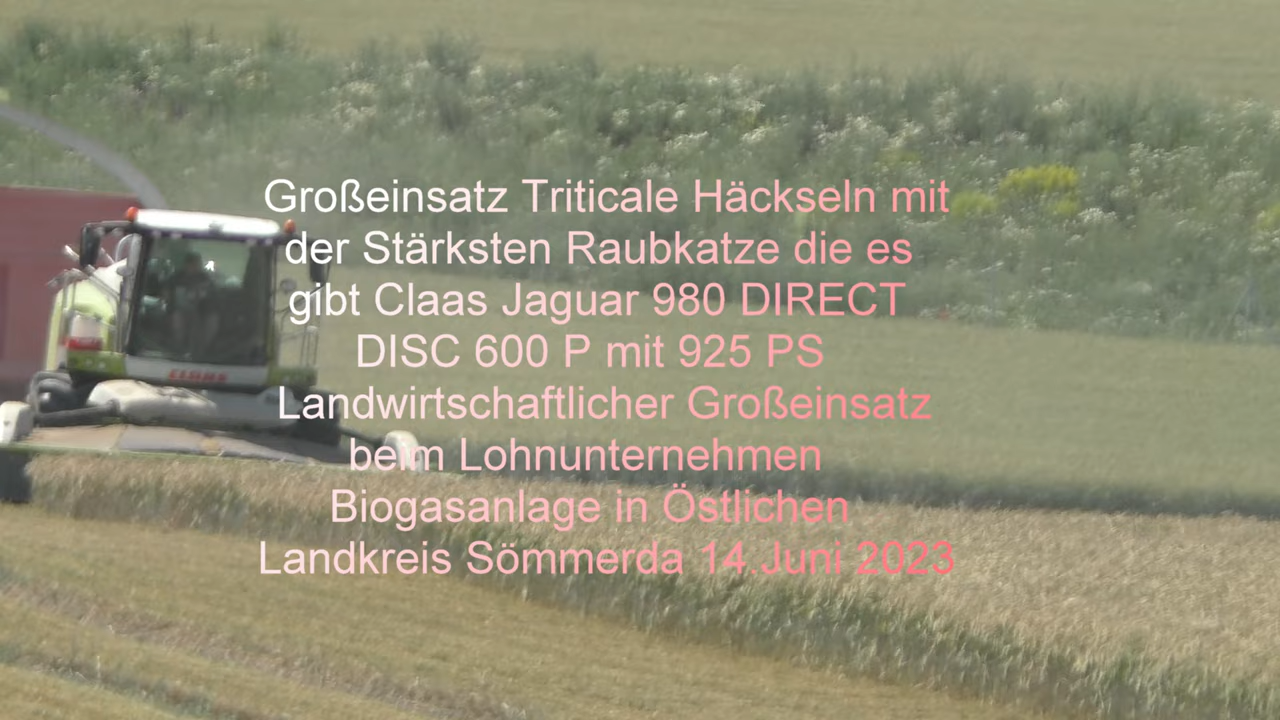 Großeinsatz Triticale Häckseln mit
der Stärksten Raubkatze die es
gibt Claas Jaguar 980 DIRECT
DISC 600 P mit 925 PS
Landwirtschaftlicher Großeinsatz
beim Lohnunternehmen
Biogasanlage in Östlichen
Landkreis Sömmerda 14.Juni 2023
CLAAS